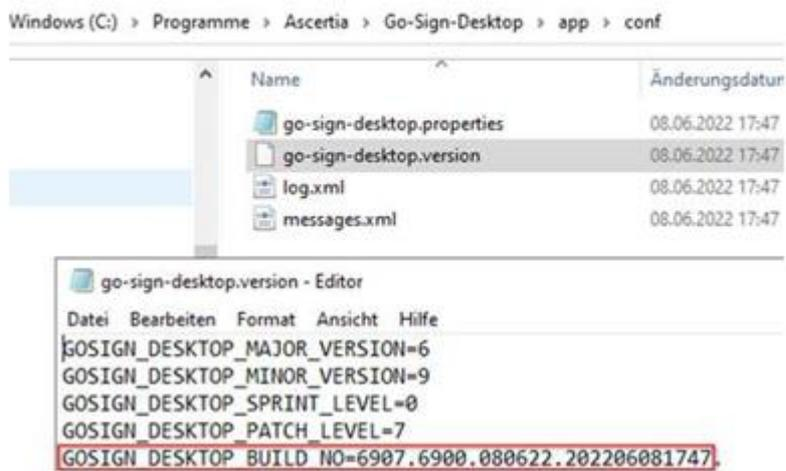 Windows (C:) > Programme > Ascertia > Go-Sign-Desktop > app > conf
Name Änderungsdatur
go-sign-desktop.properties 08.06.2022 17:47
go-sign-desktop.version 08.06.2022 17:47
log.xml 08.06.2022 17:47
messages.xml 08.06.2022 17:47
go-sign-desktop.version - Editor
Datei Bearbeiten Format Ansicht Hilfe
GOSIGN_DESKTOP_MAJOR_VERSION=6
GOSIGN_DESKTOP_MINOR_VERSION=9
GOSIGN_DESKTOP_SPRINT_LEVEL=0
GOSIGN_DESKTOP_PATCH_LEVEL=7
GOSIGN_DESKTOP_BUILD_NO=6907.6900.080622.202206081747.